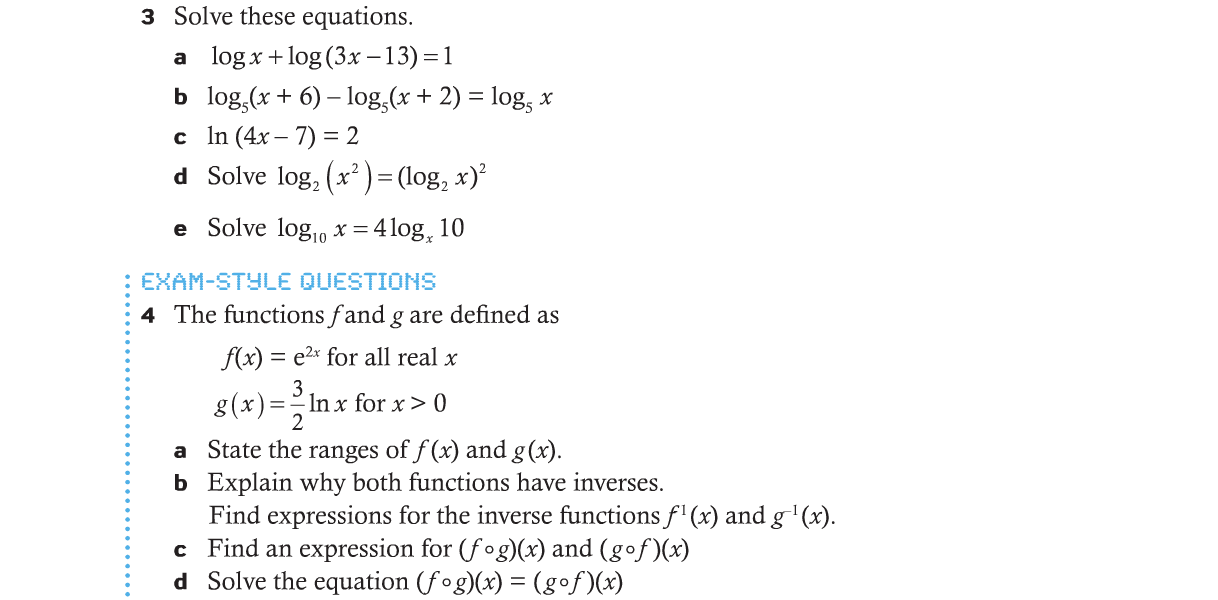 3 Solve these equations.
a log x + log (3x – 13) = 1
b log₅(x + 6) – log₅(x + 2) = log₅ x
c ln (4x – 7) = 2
d Solve log₂ (x²) = (log₂ x)²
e Solve log₁₀ x = 4 logₓ 10
EXAM-STYLE QUESTIONS
4 The functions f and g are defined as
f(x) = e²ˣ for all real x
g(x) = 3/2 ln x for x > 0
a State the ranges of f (x) and g (x).
b Explain why both functions have inverses.
Find expressions for the inverse functions f¹(x) and g⁻¹(x).
c Find an expression for (f ∘ g)(x) and (g ∘ f )(x)
d Solve the equation (f ∘ g)(x) = (g ∘ f )(x)